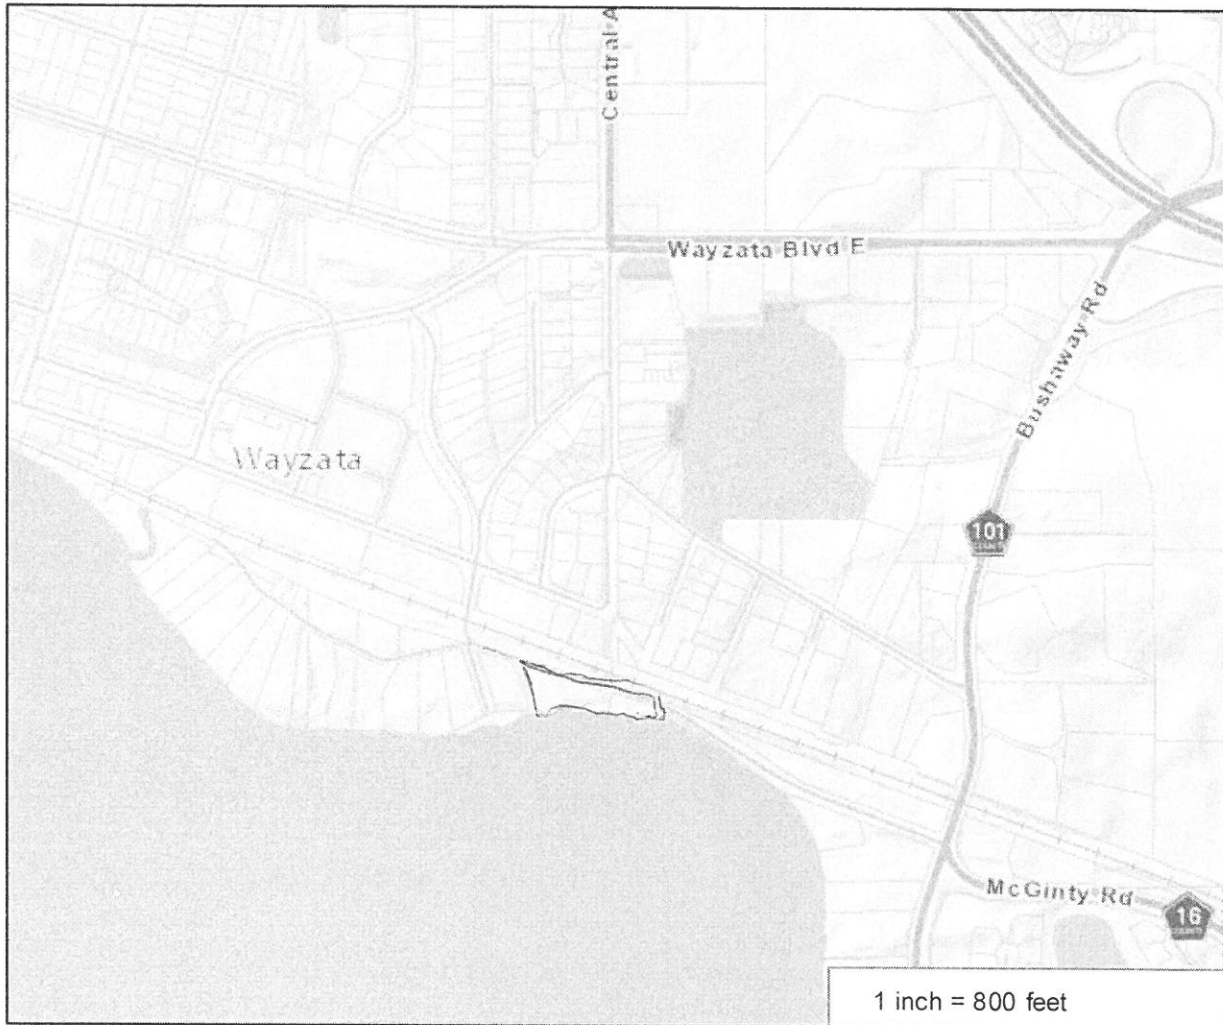 Central A
Wayzata Blvd E
Bushaway Rd
Wayzata
101
McGinty Rd
16
1 inch = 800 feet